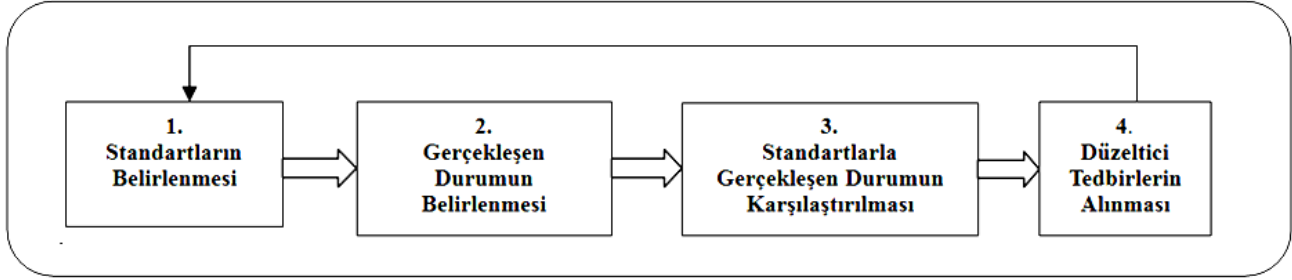 1.
Standartların
Belirlenmesi
2.
Gerçekleşen
Durumun
Belirlenmesi
3.
Standartlarla
Gerçekleşen Durumun
Karşılaştırılması
4.
Düzeltici
Tedbirlerin
Alınması